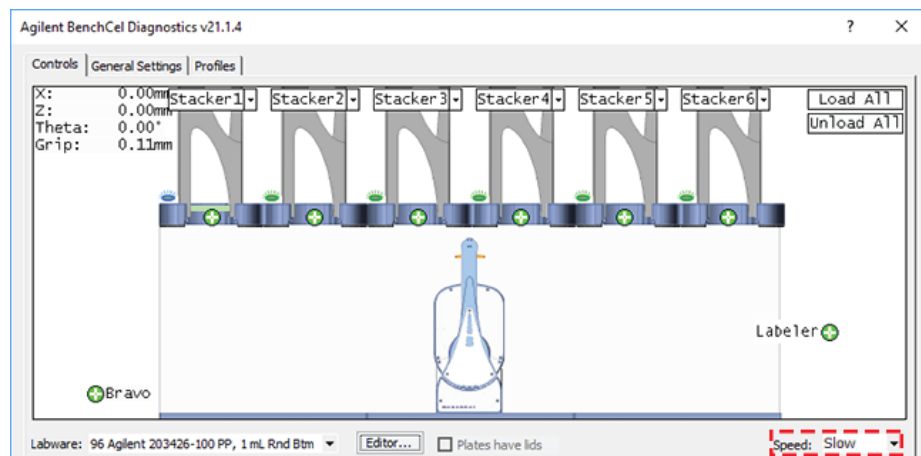 Agilent BenchCel Diagnostics v21.1.4
Controls General Settings Profiles
X: 0.00mm
Z: 0.00mm
Theta: 0.00°
Grip: 0.11mm
Stacker1 Stacker2 Stacker3 Stacker4 Stacker5 Stacker6
Load All
Unload All
Labeler
Bravo
Labware: 96 Agilent 203426-100 PP, 1 mL Rnd Btm Editor... Plates have lids Speed: Slow